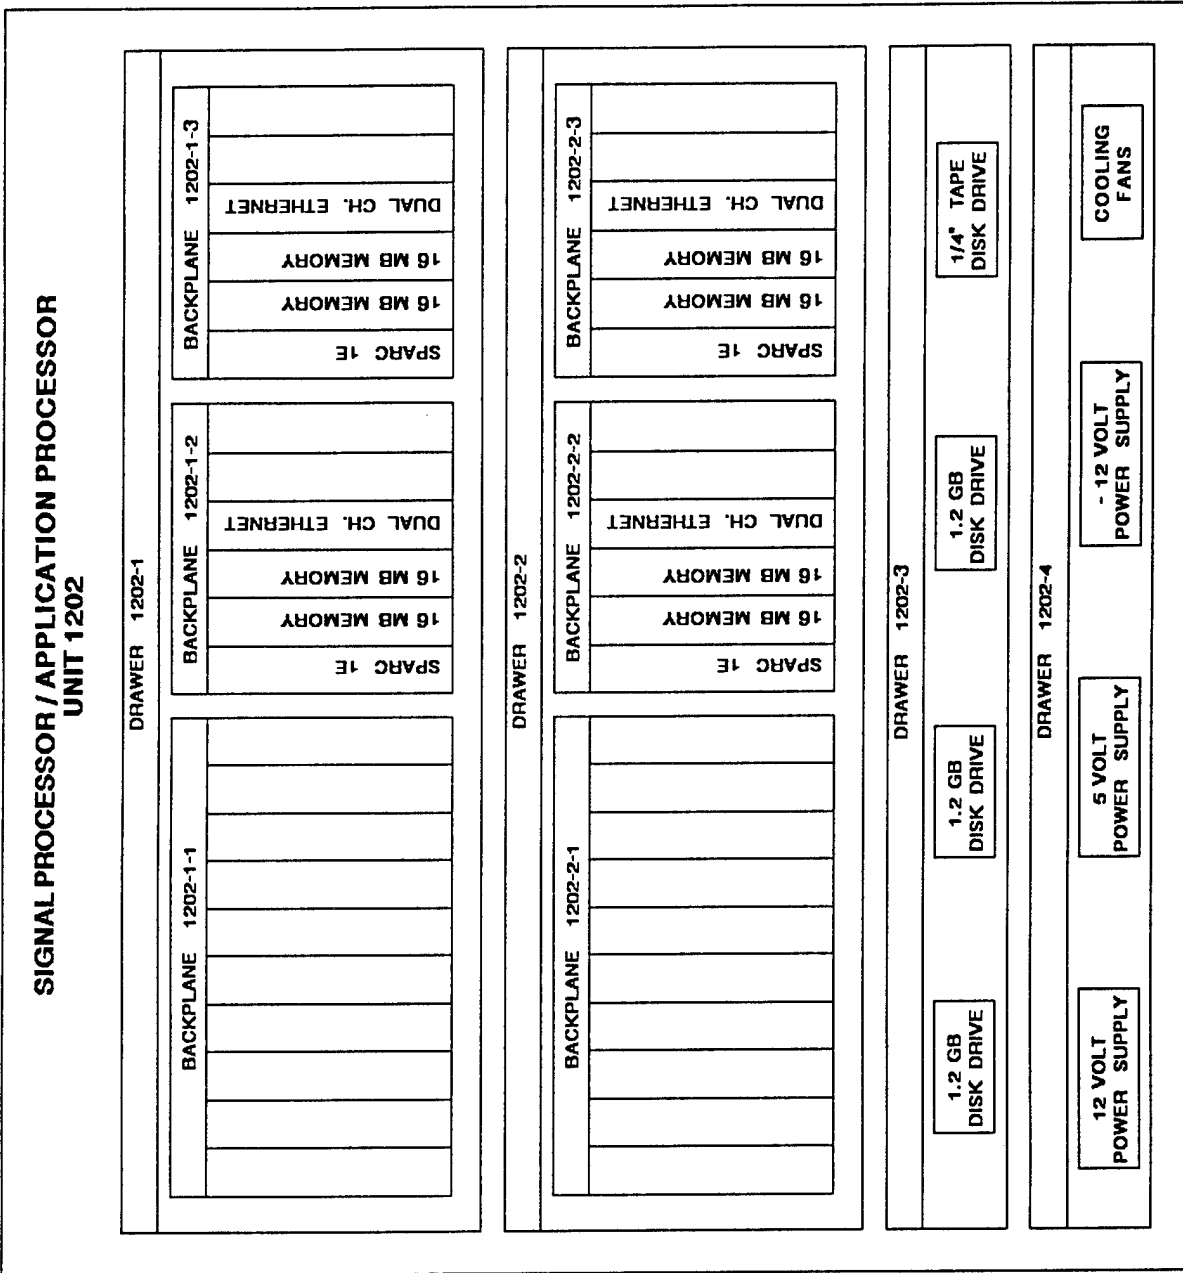 SIGNAL PROCESSOR / APPLICATION PROCESSOR
UNIT 1202
DRAWER 1202-1
BACKPLANE 1202-1-1
BACKPLANE 1202-1-2
SPARC 1E
16 MB MEMORY
16 MB MEMORY
DUAL CH. ETHERNET
BACKPLANE 1202-1-3
SPARC 1E
16 MB MEMORY
16 MB MEMORY
DUAL CH. ETHERNET
DRAWER 1202-2
BACKPLANE 1202-2-1
BACKPLANE 1202-2-2
SPARC 1E
16 MB MEMORY
16 MB MEMORY
DUAL CH. ETHERNET
BACKPLANE 1202-2-3
SPARC 1E
16 MB MEMORY
16 MB MEMORY
DUAL CH. ETHERNET
DRAWER 1202-3
1.2 GB
DISK DRIVE
1.2 GB
DISK DRIVE
1.2 GB
DISK DRIVE
1/4" TAPE
DISK DRIVE
DRAWER 1202-4
12 VOLT
POWER SUPPLY
5 VOLT
POWER SUPPLY
- 12 VOLT
POWER SUPPLY
COOLING
FANS